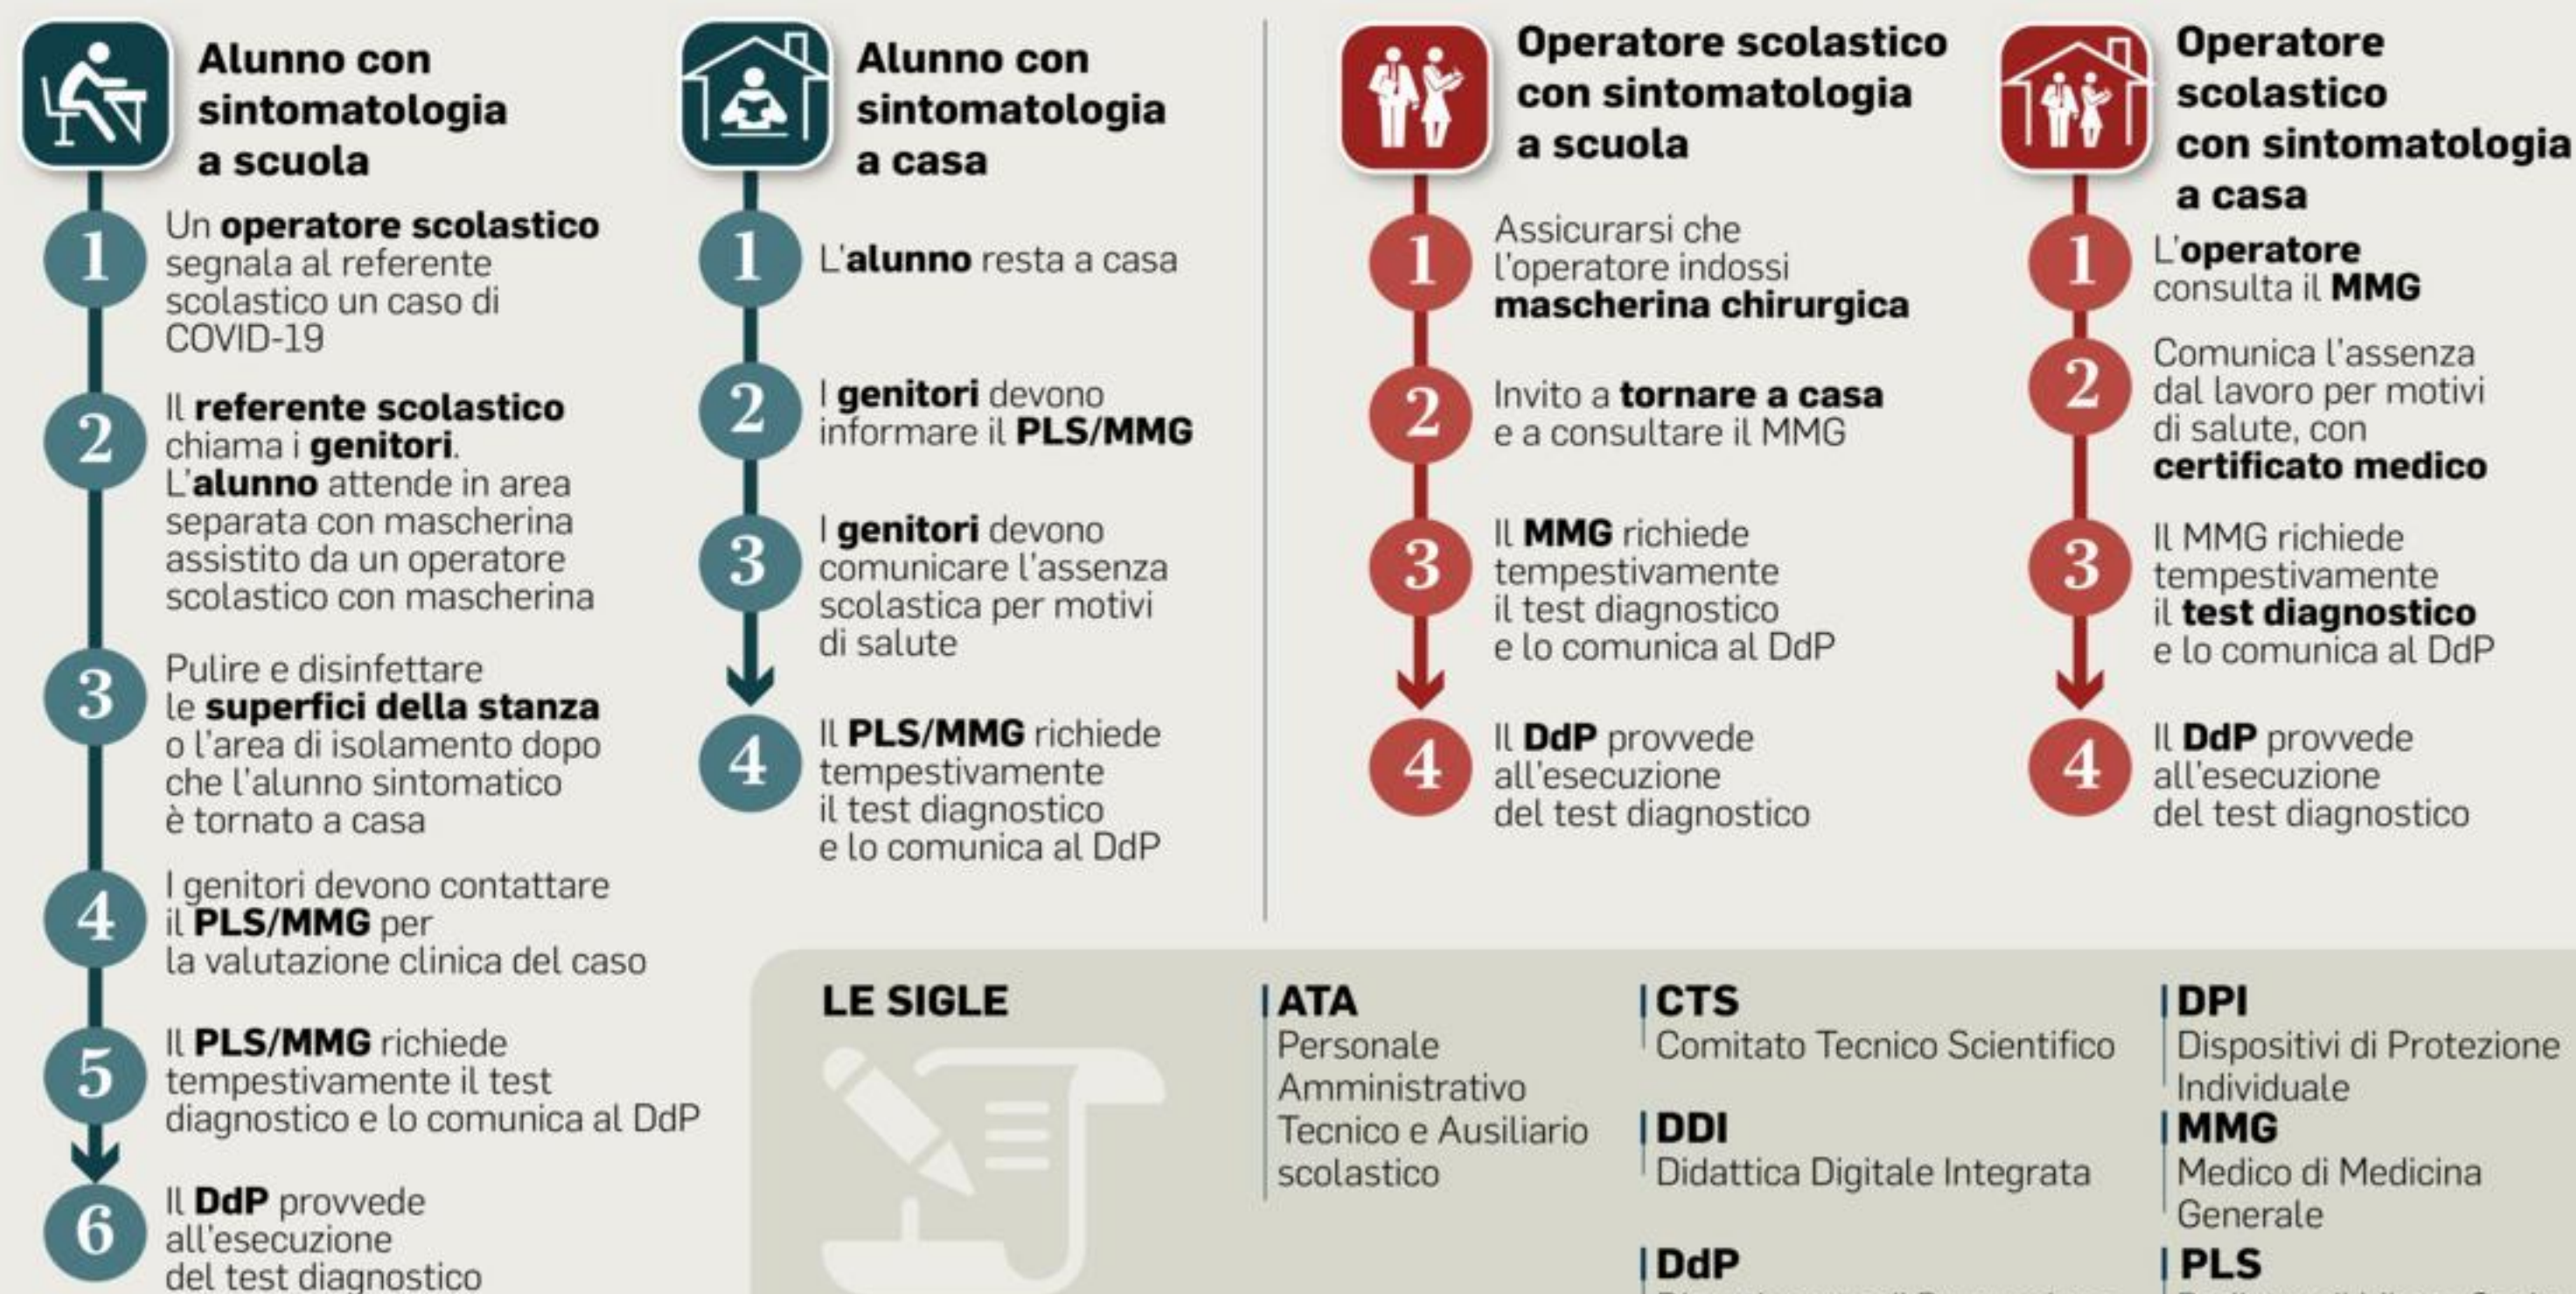 Alunno con
sintomatologia
a scuola
1
Un operatore scolastico
segnala al referente
scolastico un caso di
COVID-19
2
Il referente scolastico
chiama i genitori.
L'alunno attende in area
separata con mascherina
assistito da un operatore
scolastico con mascherina
3
Pulire e disinfettare
le superfici della stanza
o l'area di isolamento dopo
che l'alunno sintomatico
è tornato a casa
4
I genitori devono contattare
il PLS/MMG per
la valutazione clinica del caso
5
Il PLS/MMG richiede
tempestivamente il test
diagnostico e lo comunica al DdP
6
Il DdP provvede
all'esecuzione
del test diagnostico
Alunno con
sintomatologia
a casa
1
L'alunno resta a casa
2
I genitori devono
informare il PLS/MMG
3
I genitori devono
comunicare l'assenza
scolastica per motivi
di salute
4
Il PLS/MMG richiede
tempestivamente
il test diagnostico
e lo comunica al DdP
Operatore scolastico
con sintomatologia
a scuola
1
Assicurarsi che
l'operatore indossi
mascherina chirurgica
2
Invito a tornare a casa
e a consultare il MMG
3
Il MMG richiede
tempestivamente
il test diagnostico
e lo comunica al DdP
4
Il DdP provvede
all'esecuzione
del test diagnostico
Operatore
scolastico
con sintomatologia
a casa
1
L'operatore
consulta il MMG
2
Comunica l'assenza
dal lavoro per motivi
di salute, con
certificato medico
3
Il MMG richiede
tempestivamente
il test diagnostico
e lo comunica al DdP
4
Il DdP provvede
all'esecuzione
del test diagnostico
LE SIGLE
ATA
Personale
Amministrativo
Tecnico e Ausiliario
scolastico
CTS
Comitato Tecnico Scientifico
DDI
Didattica Digitale Integrata
DdP
DPI
Dispositivi di Protezione
Individuale
MMG
Medico di Medicina
Generale
PLS